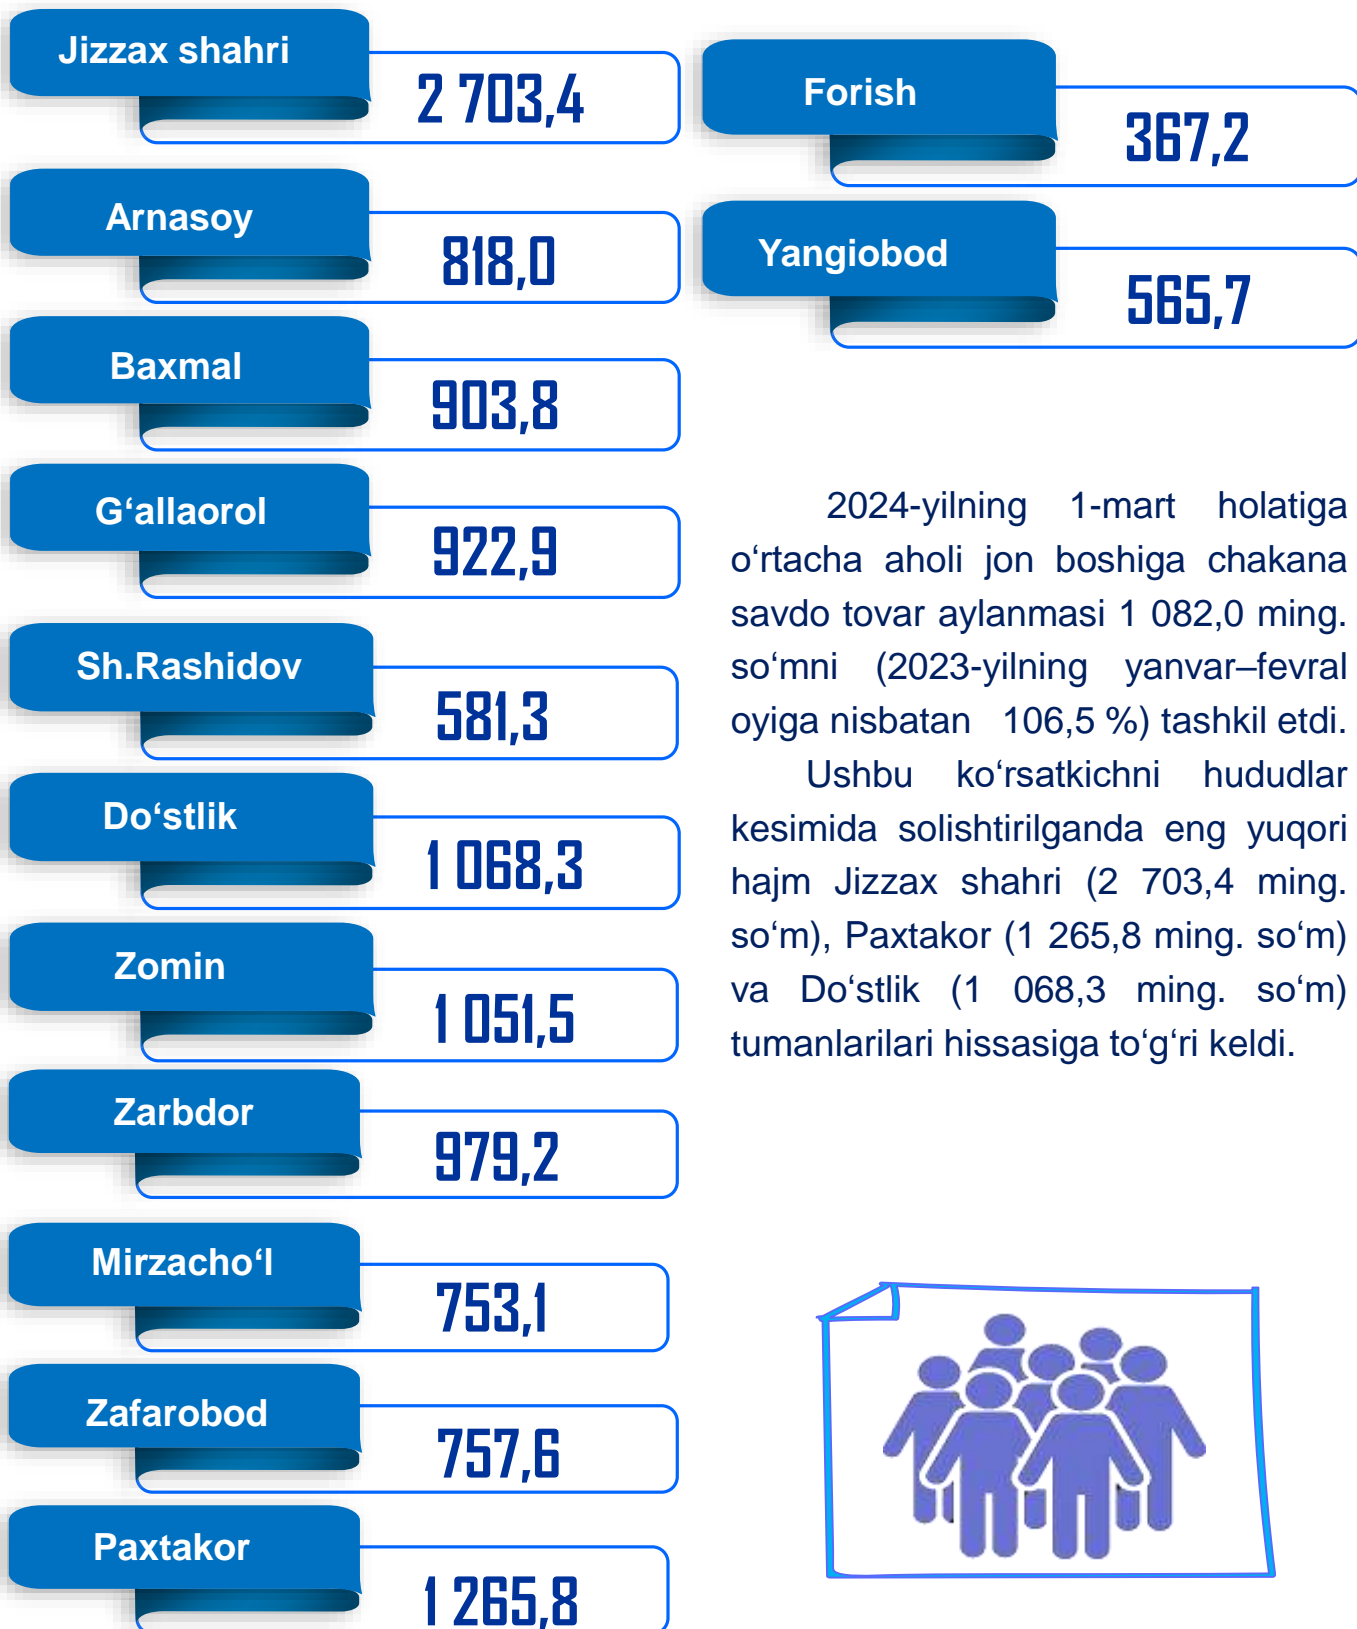 Jizzax shahri
2 703,4
Arnasoy
818,0
Baxmal
903,8
G‘allaorol
922,9
Sh.Rashidov
581,3
Do‘stlik
1 068,3
Zomin
1 051,5
Zarbdor
979,2
Mirzacho‘l
753,1
Zafarobod
757,6
Paxtakor
1 265,8
Forish
367,2
Yangiobod
565,7
2024-yilning 1-mart holatiga
o‘rtacha aholi jon boshiga chakana
savdo tovar aylanmasi 1 082,0 ming.
so‘mni (2023-yilning yanvar–fevral
oyiga nisbatan 106,5 %) tashkil etdi.
Ushbu ko‘rsatkichni hududlar
kesimida solishtirilganda eng yuqori
hajm Jizzax shahri (2 703,4 ming.
so‘m), Paxtakor (1 265,8 ming. so‘m)
va Do‘stlik (1 068,3 ming. so‘m)
tumanlarilari hissasiga to‘g‘ri keldi.